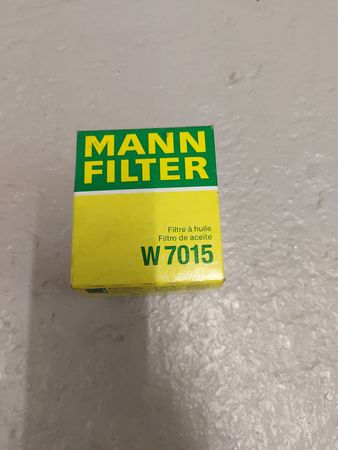 MANN
FILTER
Filtre à huile
Filtro de aceite
W 7015